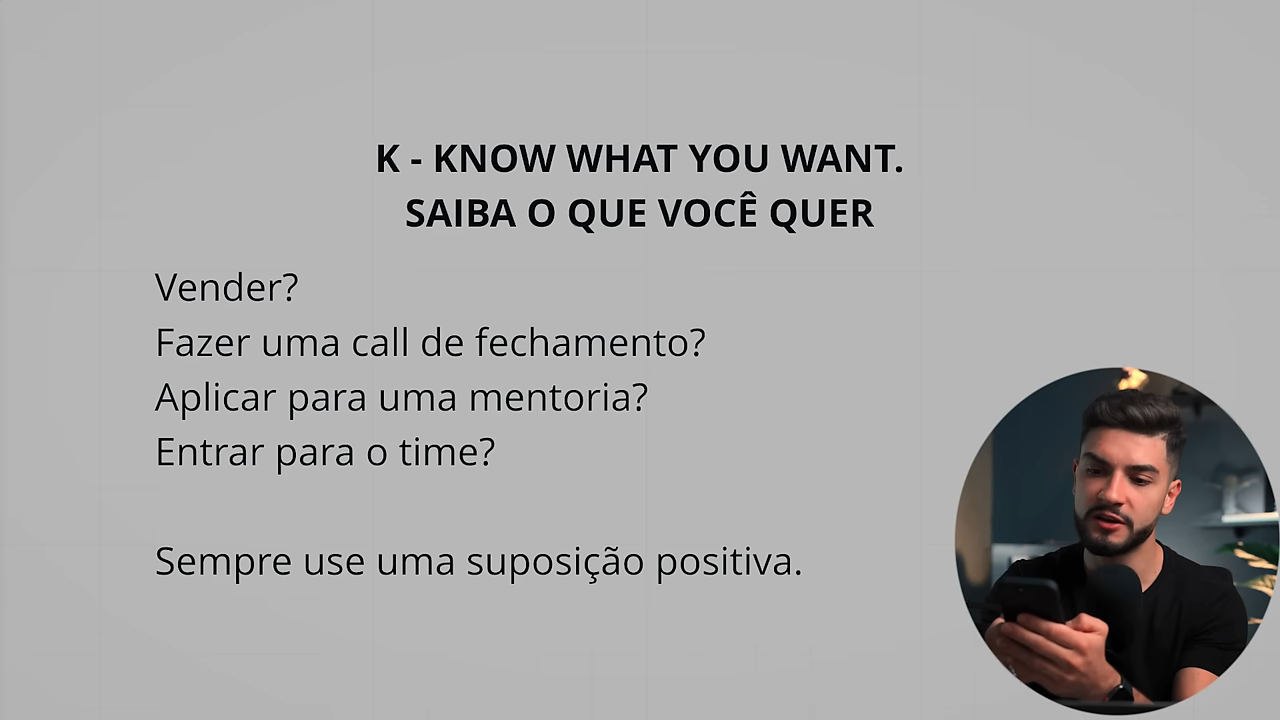 K - KNOW WHAT YOU WANT.
SAIBA O QUE VOCÊ QUER
Vender?
Fazer uma call de fechamento?
Aplicar para uma mentoria?
Entrar para o time?
Sempre use uma suposição positiva.